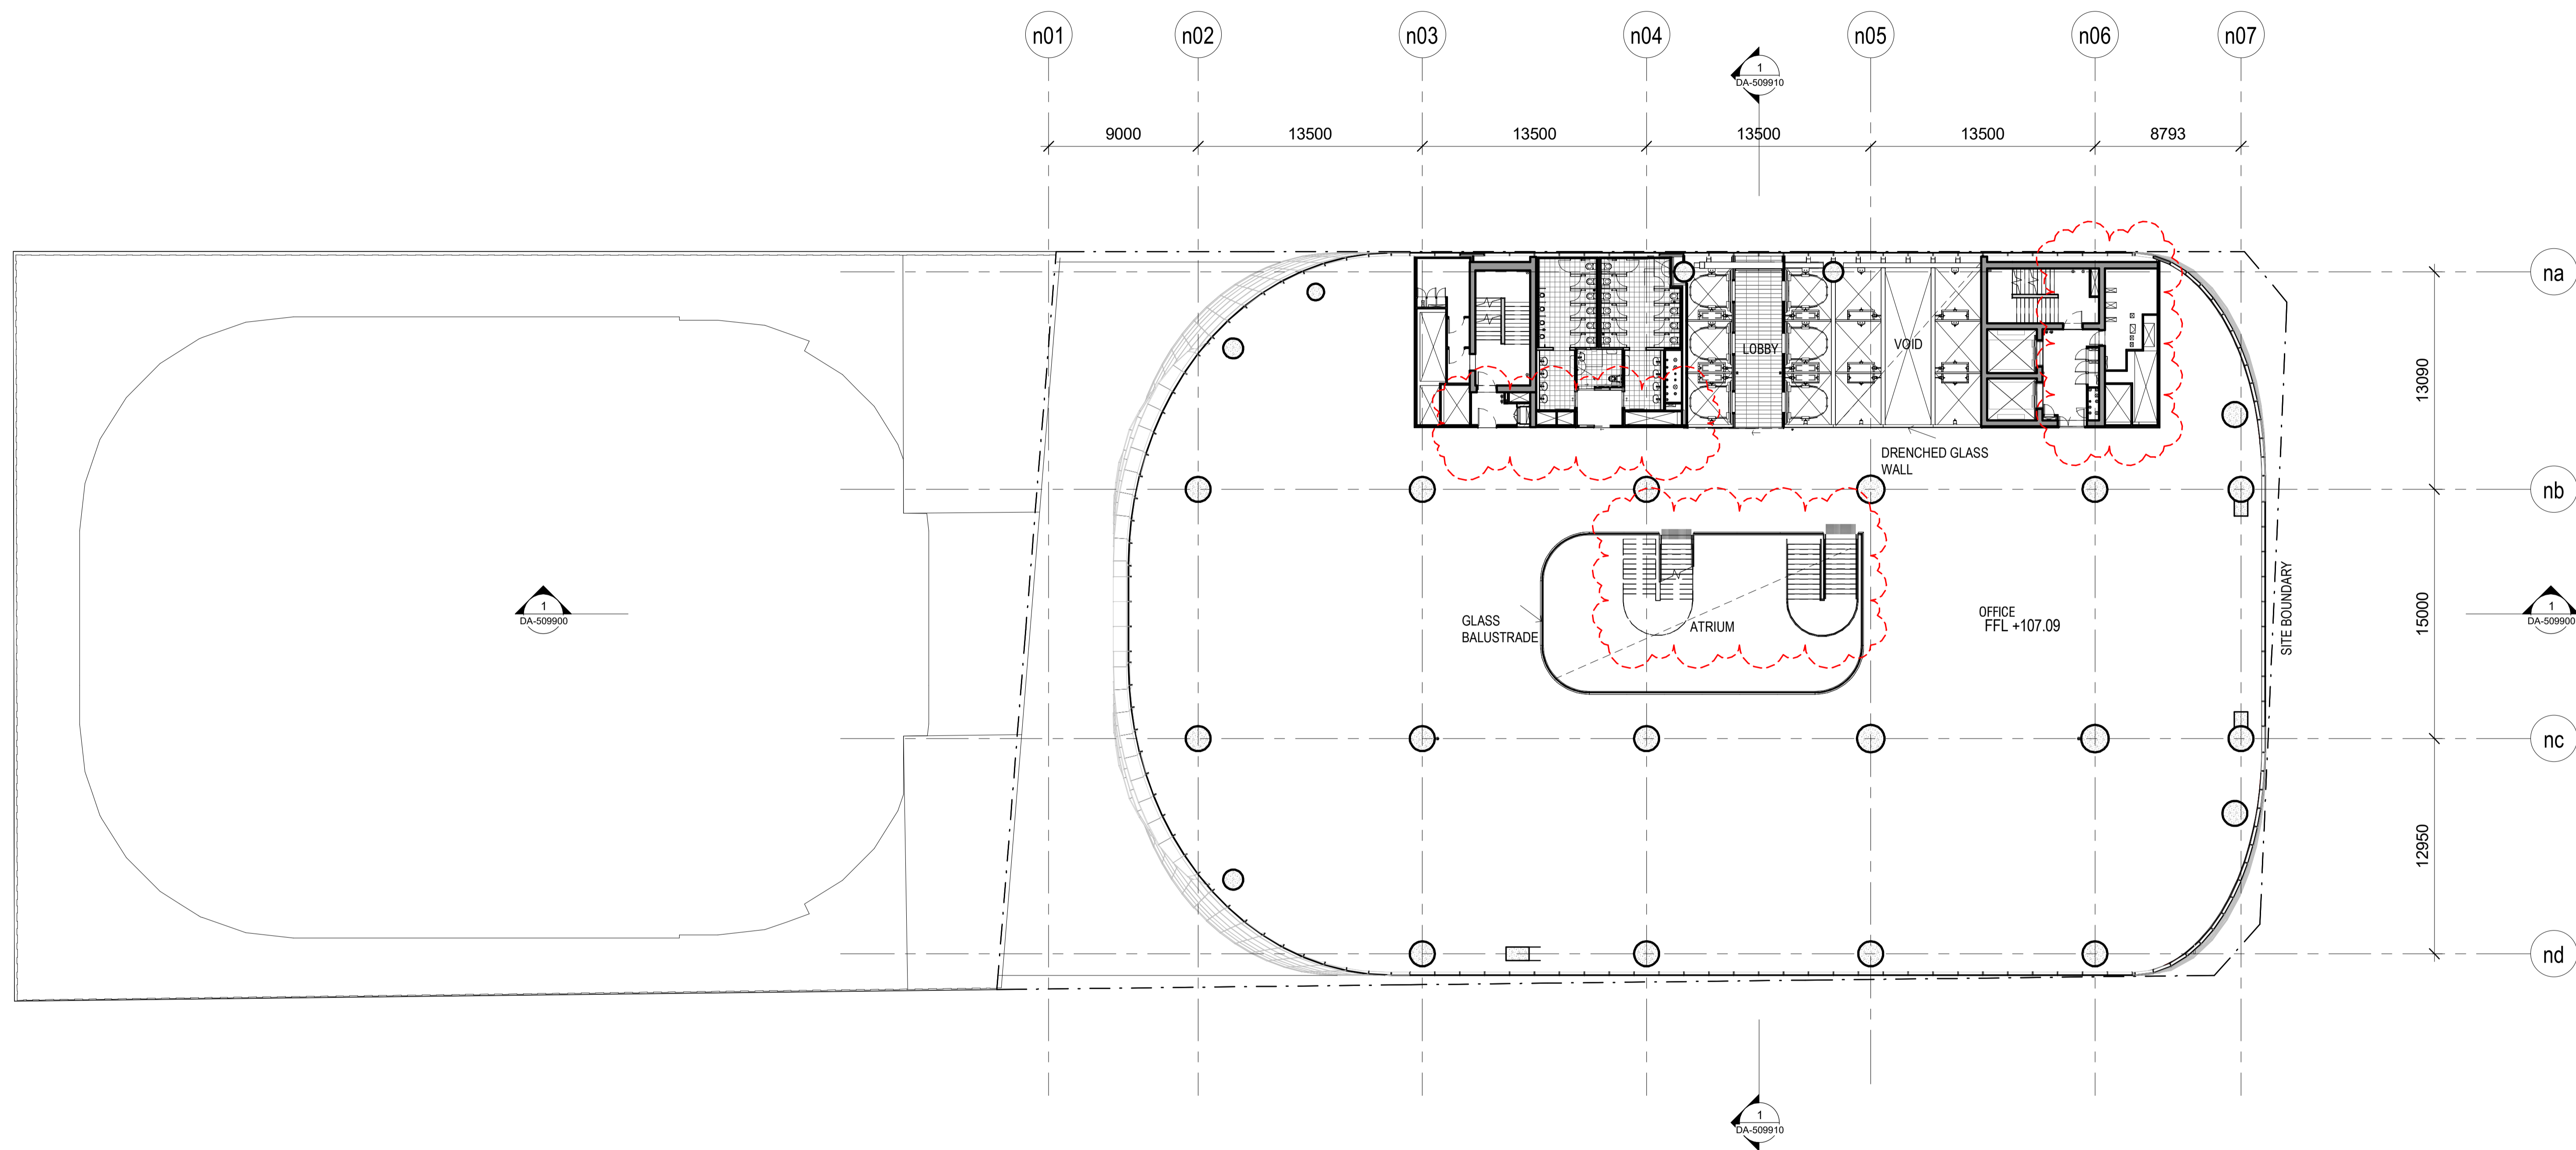 n01
n02
n03
n04
n05
n06
n07
1
DA-509910
9000
13500
13500
13500
13500
8793
na
LOBBY
VOID
13090
DRENCHED GLASS
WALL
nb
SITE BOUNDARY
1
DA-509900
GLASS
BALUSTRADE
ATRIUM
OFFICE
FFL +107.09
15000
1
DA-509900
nc
12950
nd
1
DA-509910